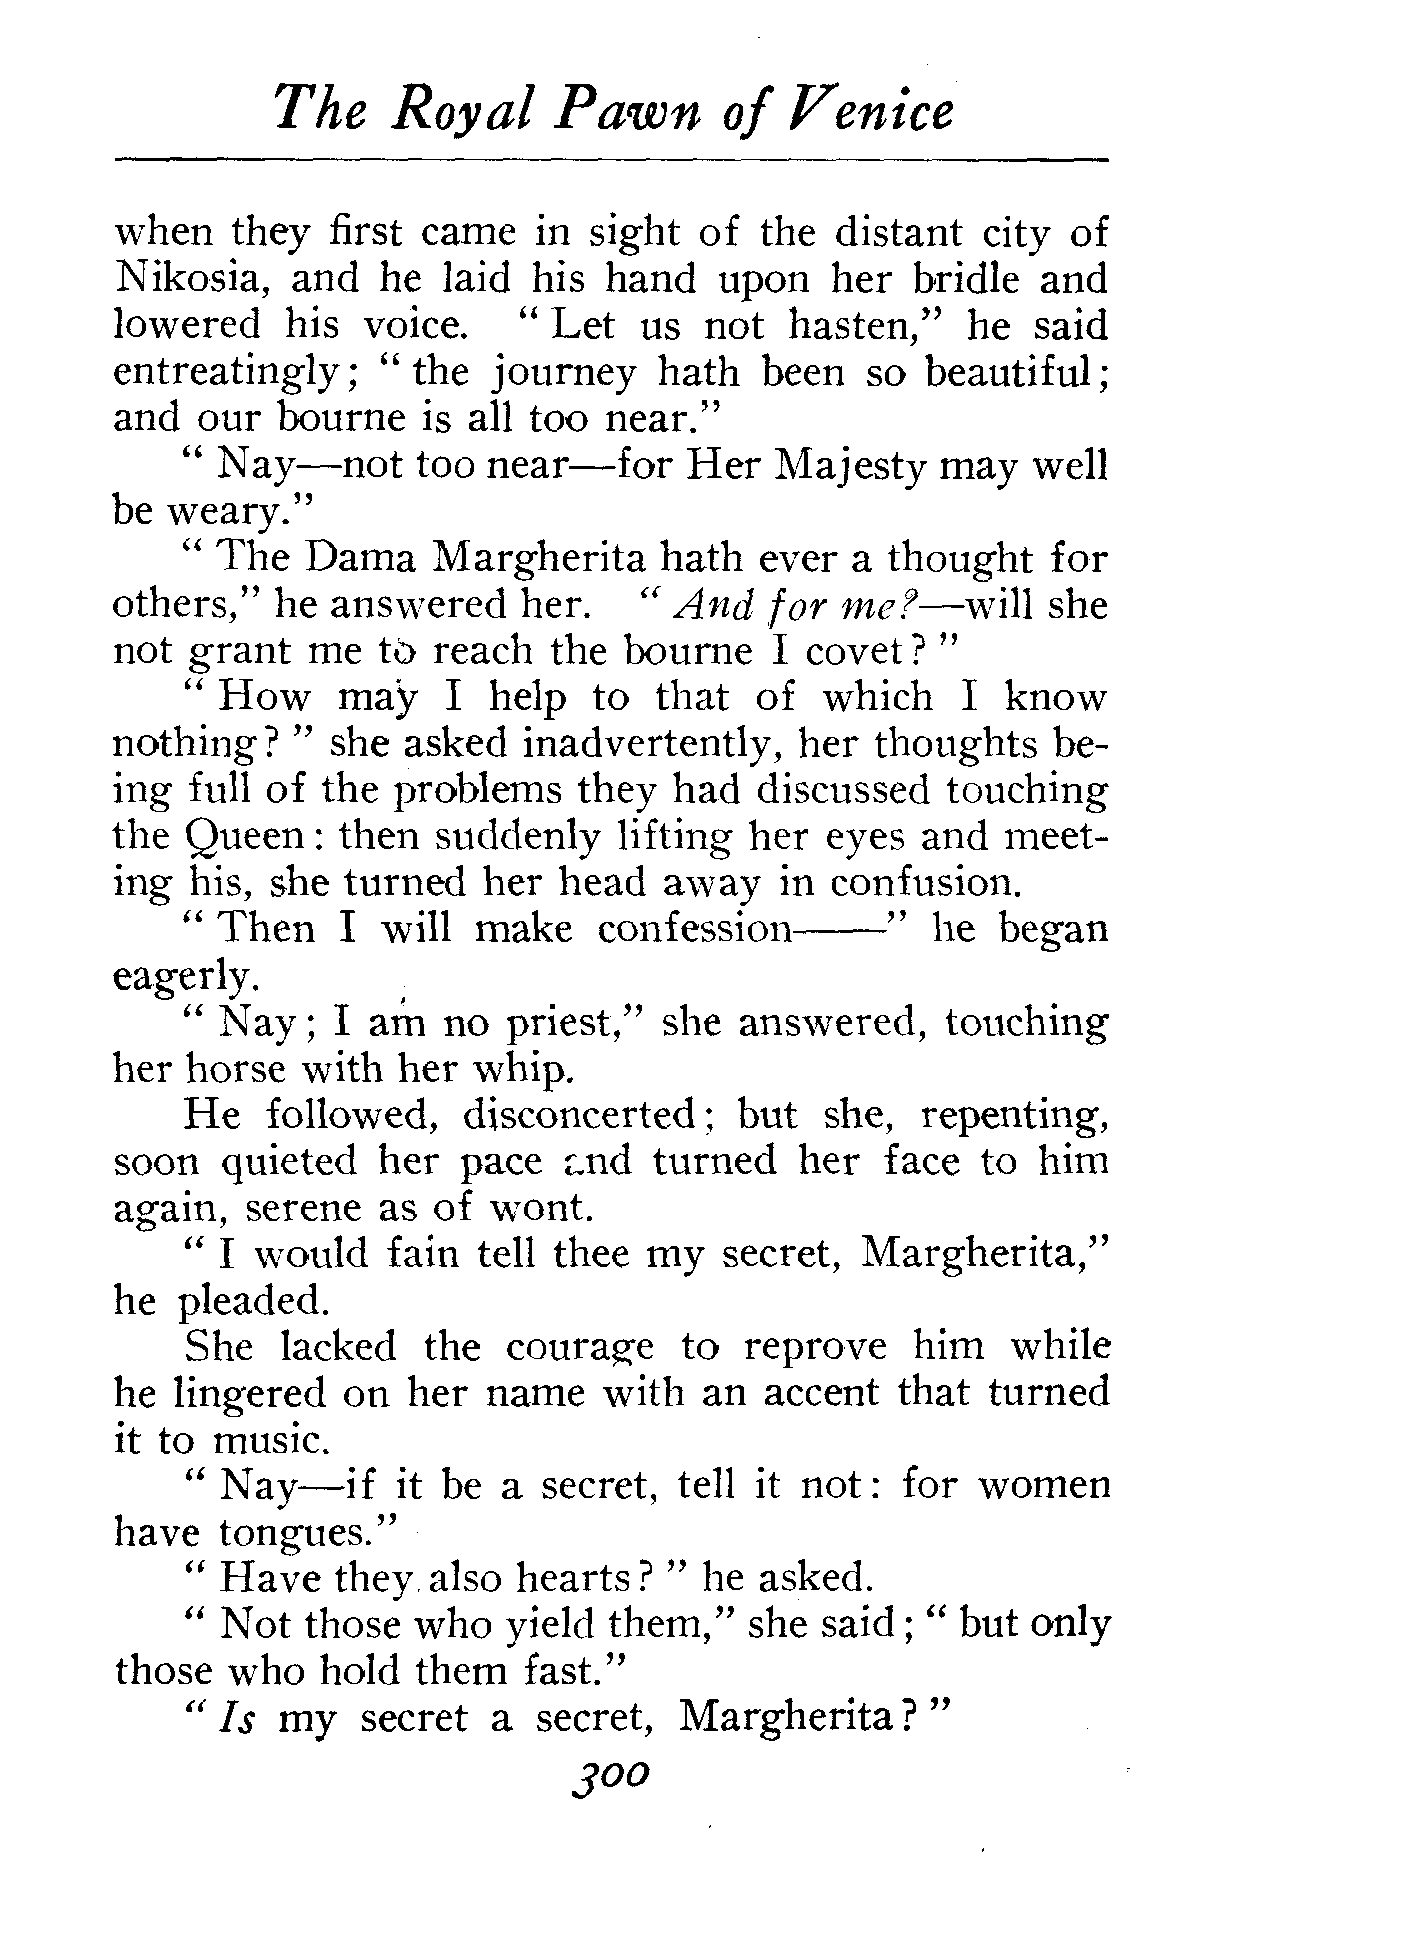 The Royal Pawn of Venice
when they first came in sight of the distant city of
Nikosia, and he laid his hand upon her bridle and
lowered his voice. “ Let us not hasten,” he said
entreatingly; “ the journey hath been so beautiful;
and our bourne is all too near.”
“ Nay—not too near—for Her Majesty may well
be weary.”
“ The Dama Margherita hath ever a thought for
others,” he answered her. “ And for me?—will she
not grant me to reach the bourne I covet? ”
“ How may I help to that of which I know
nothing? ” she asked inadvertently, her thoughts be-
ing full of the problems they had discussed touching
the Queen: then suddenly lifting her eyes and meet-
ing his, she turned her head away in confusion.
“ Then I will make confession——” he began
eagerly.
“ Nay; I am no priest,” she answered, touching
her horse with her whip.
He followed, disconcerted; but she, repenting,
soon quieted her pace and turned her face to him
again, serene as of wont.
“ I would fain tell thee my secret, Margherita,”
he pleaded.
She lacked the courage to reprove him while
he lingered on her name with an accent that turned
it to music.
“ Nay—if it be a secret, tell it not: for women
have tongues.”
“ Have they also hearts? ” he asked.
“ Not those who yield them,” she said; “ but only
those who hold them fast.”
“ Is my secret a secret, Margherita? ”
300